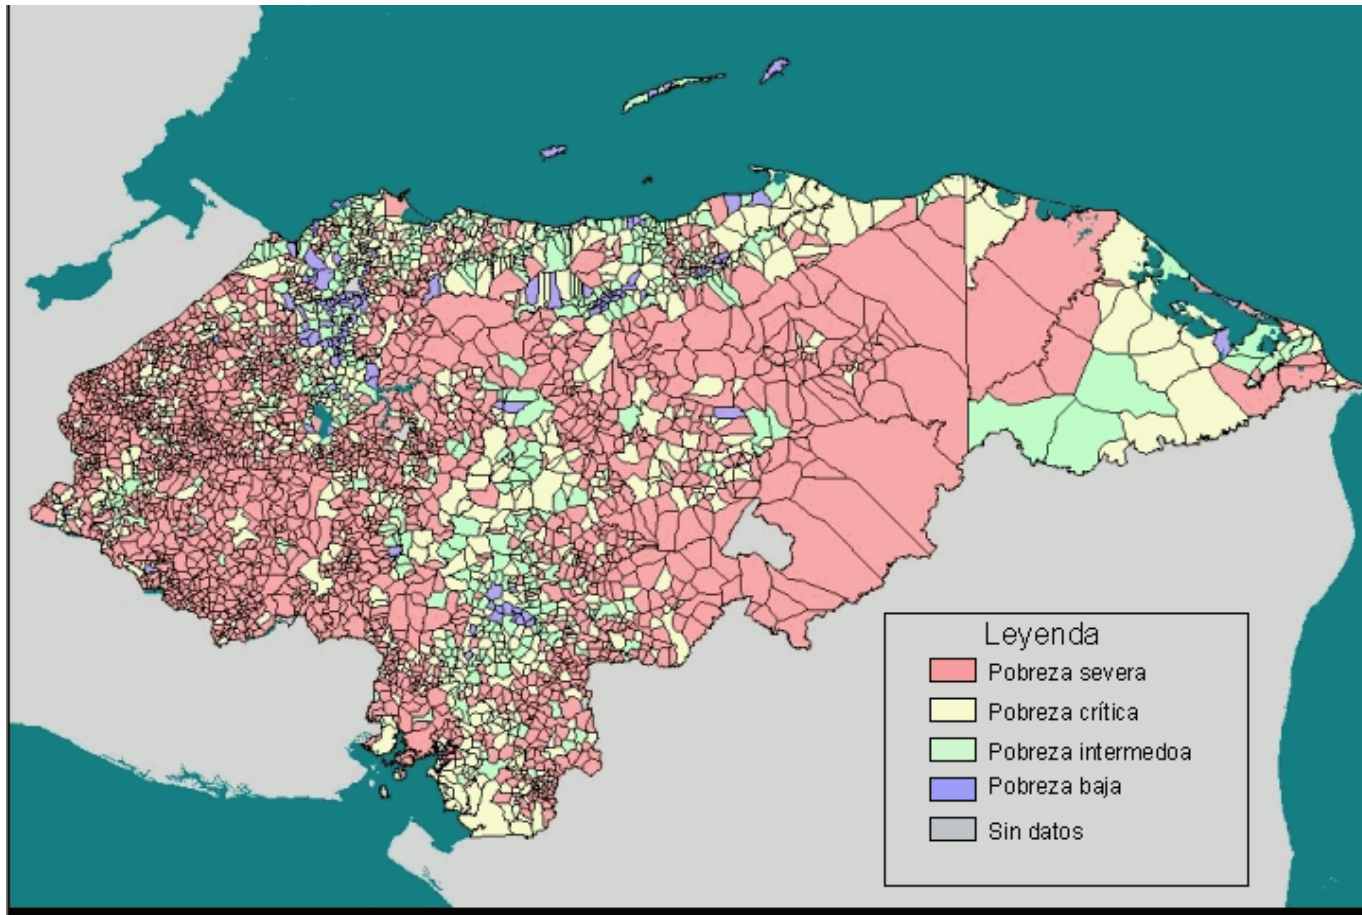 Leyenda
Pobreza severa
Pobreza crítica
Pobreza intermedoa
Pobreza baja
Sin datos